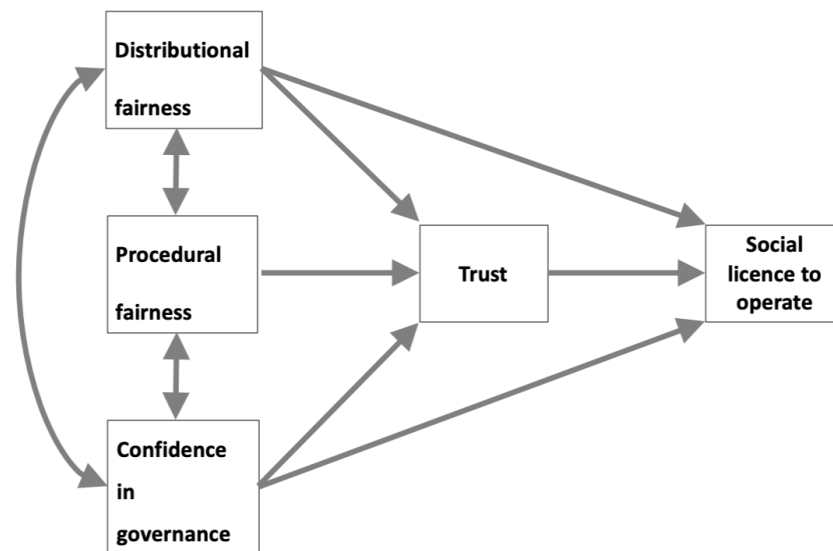 Distributional
fairness
Procedural
fairness
Trust
Social
licence to
operate
Confidence
in
governance